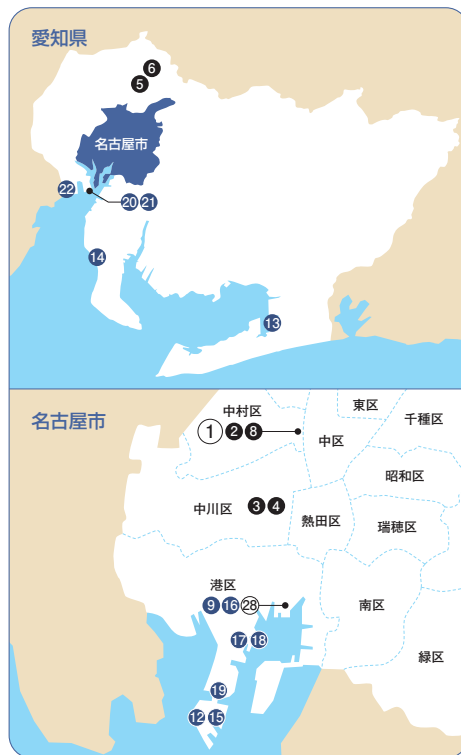 愛知県
6
5
名古屋市
22
20 21
14
13
名古屋市
中村区
1 2 8
東区
千種区
中区
昭和区
中川区
3 4
熱田区
瑞穂区
港区
9 16 28
南区
17 18
緑区
19
12 15